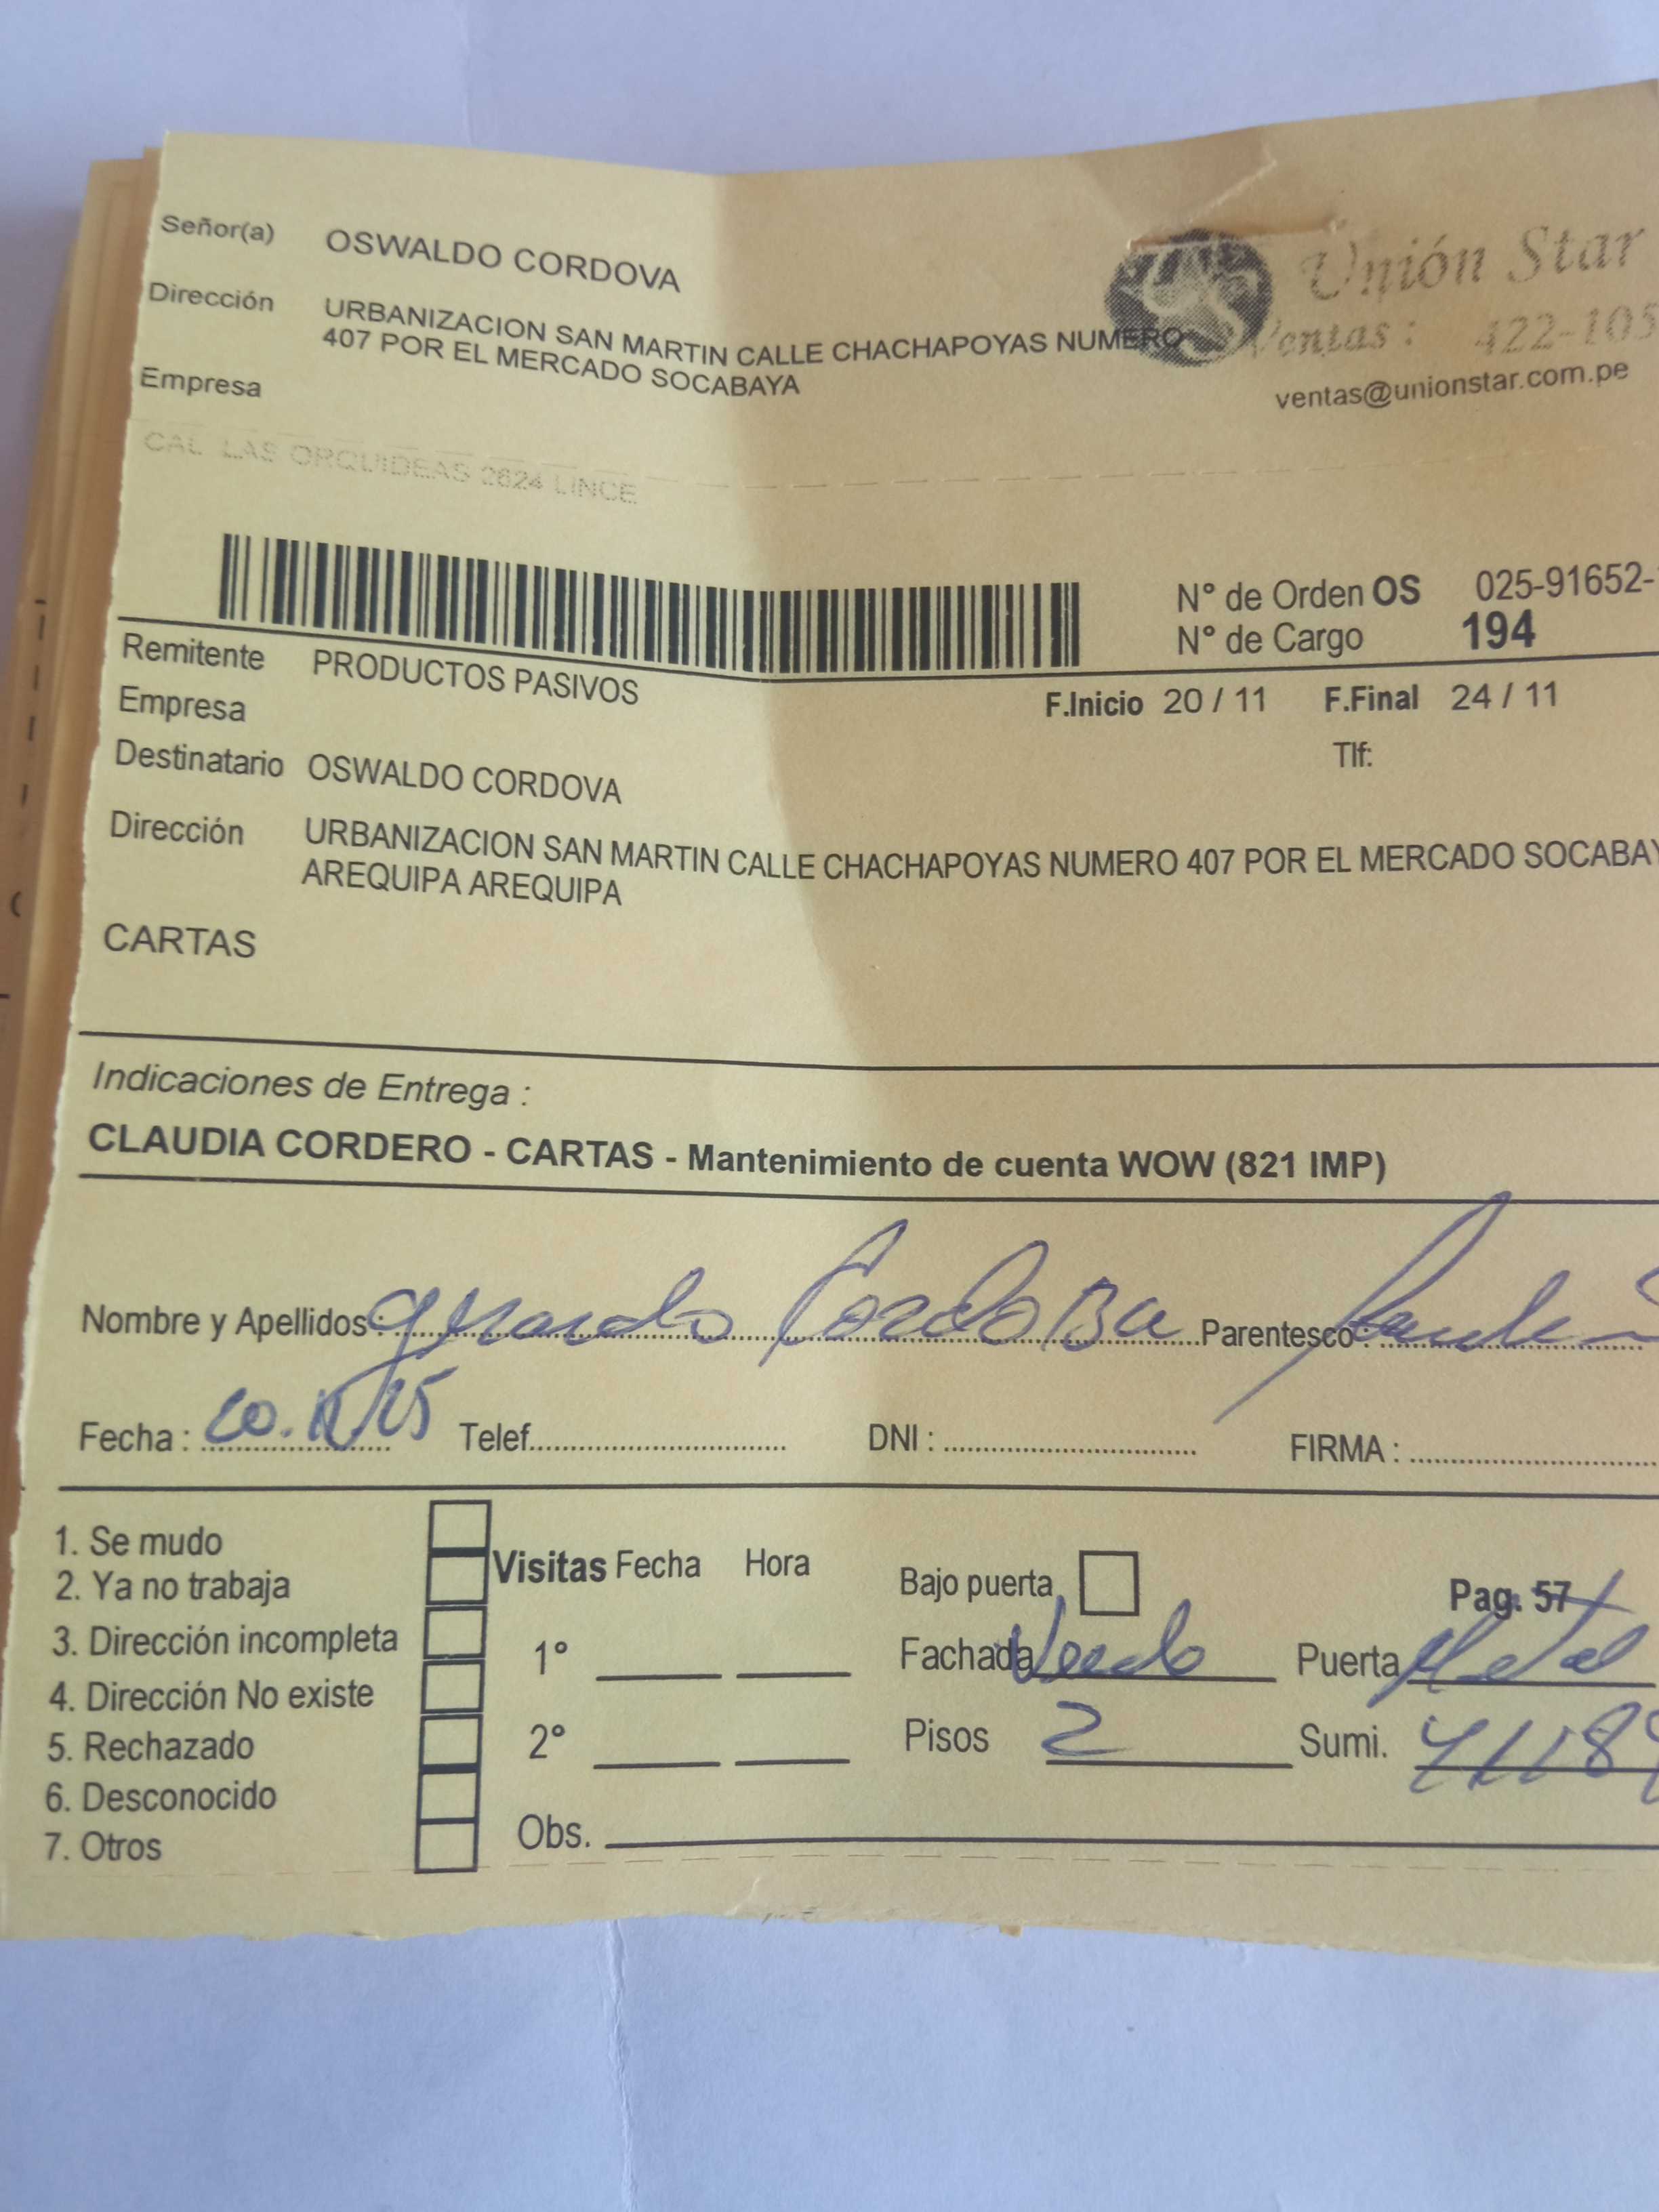 Señor(a) OSWALDO CORDOVA
Unión Star
Dirección URBANIZACION SAN MARTIN CALLE CHACHAPOYAS NUMERO
407 POR EL MERCADO SOCABAYA
Ventas : 422-105
ventas@unionstar.com.pe
Empresa
CAL LAS ORQUIDEAS 2624 LINCE
N° de Orden OS 025-91652-
N° de Cargo 194
Remitente PRODUCTOS PASIVOS
Empresa
F.Inicio 20 / 11 F.Final 24 / 11
Destinatario OSWALDO CORDOVA
Tlf:
Dirección URBANIZACION SAN MARTIN CALLE CHACHAPOYAS NUMERO 407 POR EL MERCADO SOCABAY
AREQUIPA AREQUIPA
CARTAS
Indicaciones de Entrega :
CLAUDIA CORDERO - CARTAS - Mantenimiento de cuenta WOW (821 IMP)
Nombre y Apellidos: Cordoba Parentesco:
Fecha : Telef. DNI : FIRMA :
1. Se mudo
2. Ya no trabaja
3. Dirección incompleta
4. Dirección No existe
5. Rechazado
6. Desconocido
7. Otros
Visitas Fecha Hora
1°
2°
Obs.
Bajo puerta
Pag. 57
Fachada Puerta Metal
Pisos 2 Sumi.